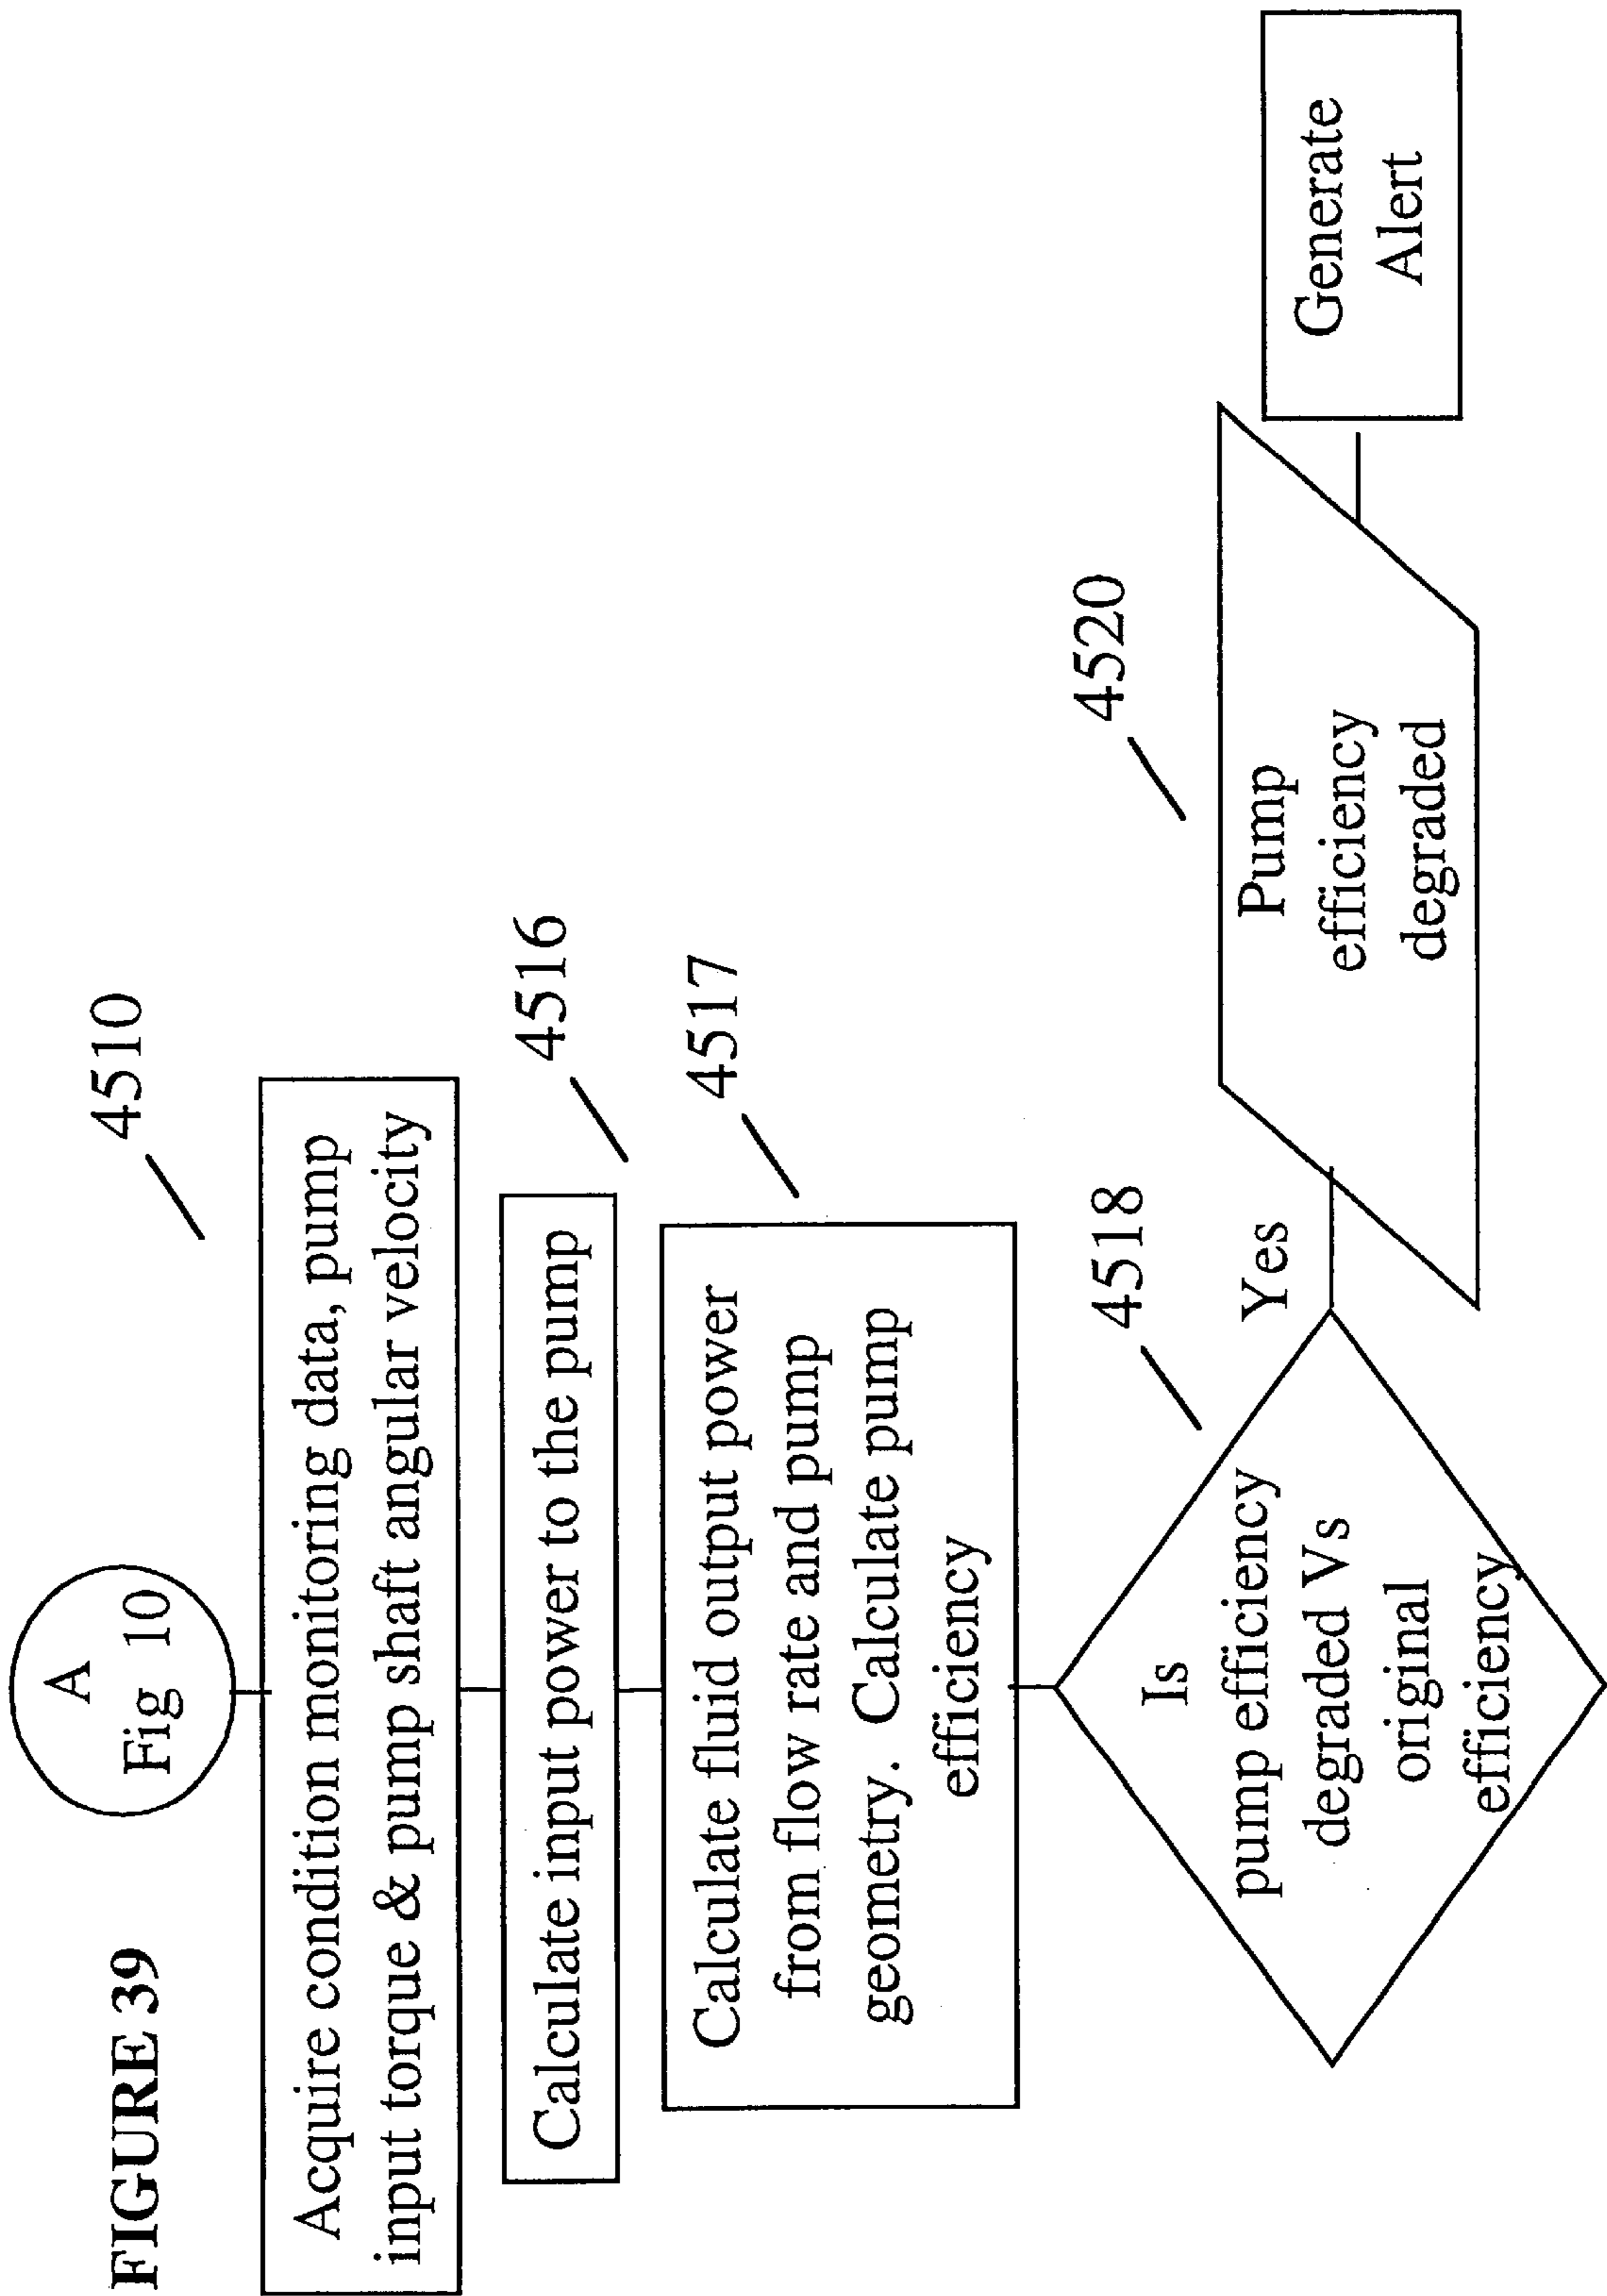 FIGURE 39
A
Fig 10
4510
Acquire condition monitoring data, pump
input torque & pump shaft angular velocity
4516
Calculate input power to the pump
4517
Calculate fluid output power
from flow rate and pump
geometry. Calculate pump
efficiency
4518
Is
pump efficiency
degraded Vs
original
efficiency
Yes
4520
Pump
efficiency
degraded
Generate
Alert